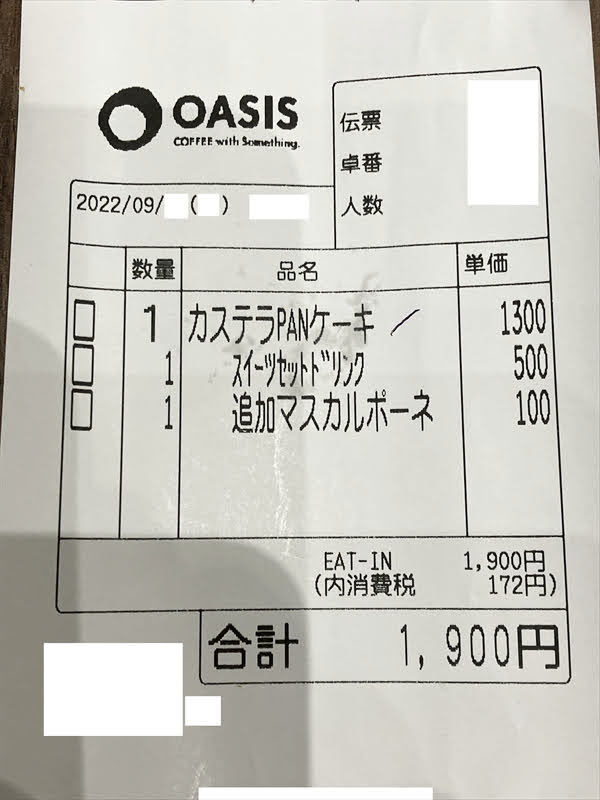 OASIS
COFFEE with Something.
伝票
卓番
人数
2022/09/ ( )
数量 品名 単価
1 カステラPANケーキ 1300
1 スイーツセットドリンク 500
1 追加マスカルポーネ 100
EAT-IN 1,900円
(内消費税 172円)
合計 1,900円